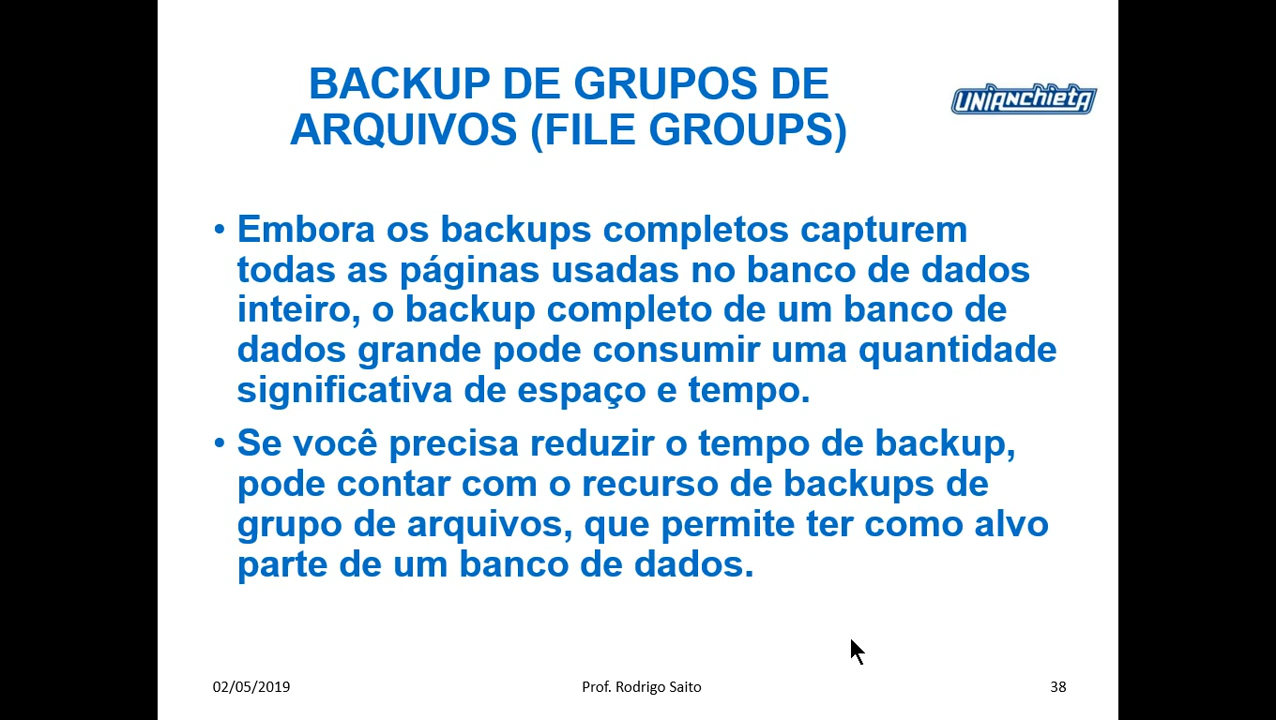 BACKUP DE GRUPOS DE
ARQUIVOS (FILE GROUPS)
UNIANCHIETA
• Embora os backups completos capturem
todas as páginas usadas no banco de dados
inteiro, o backup completo de um banco de
dados grande pode consumir uma quantidade
significativa de espaço e tempo.
• Se você precisa reduzir o tempo de backup,
pode contar com o recurso de backups de
grupo de arquivos, que permite ter como alvo
parte de um banco de dados.
02/05/2019
Prof. Rodrigo Saito
38